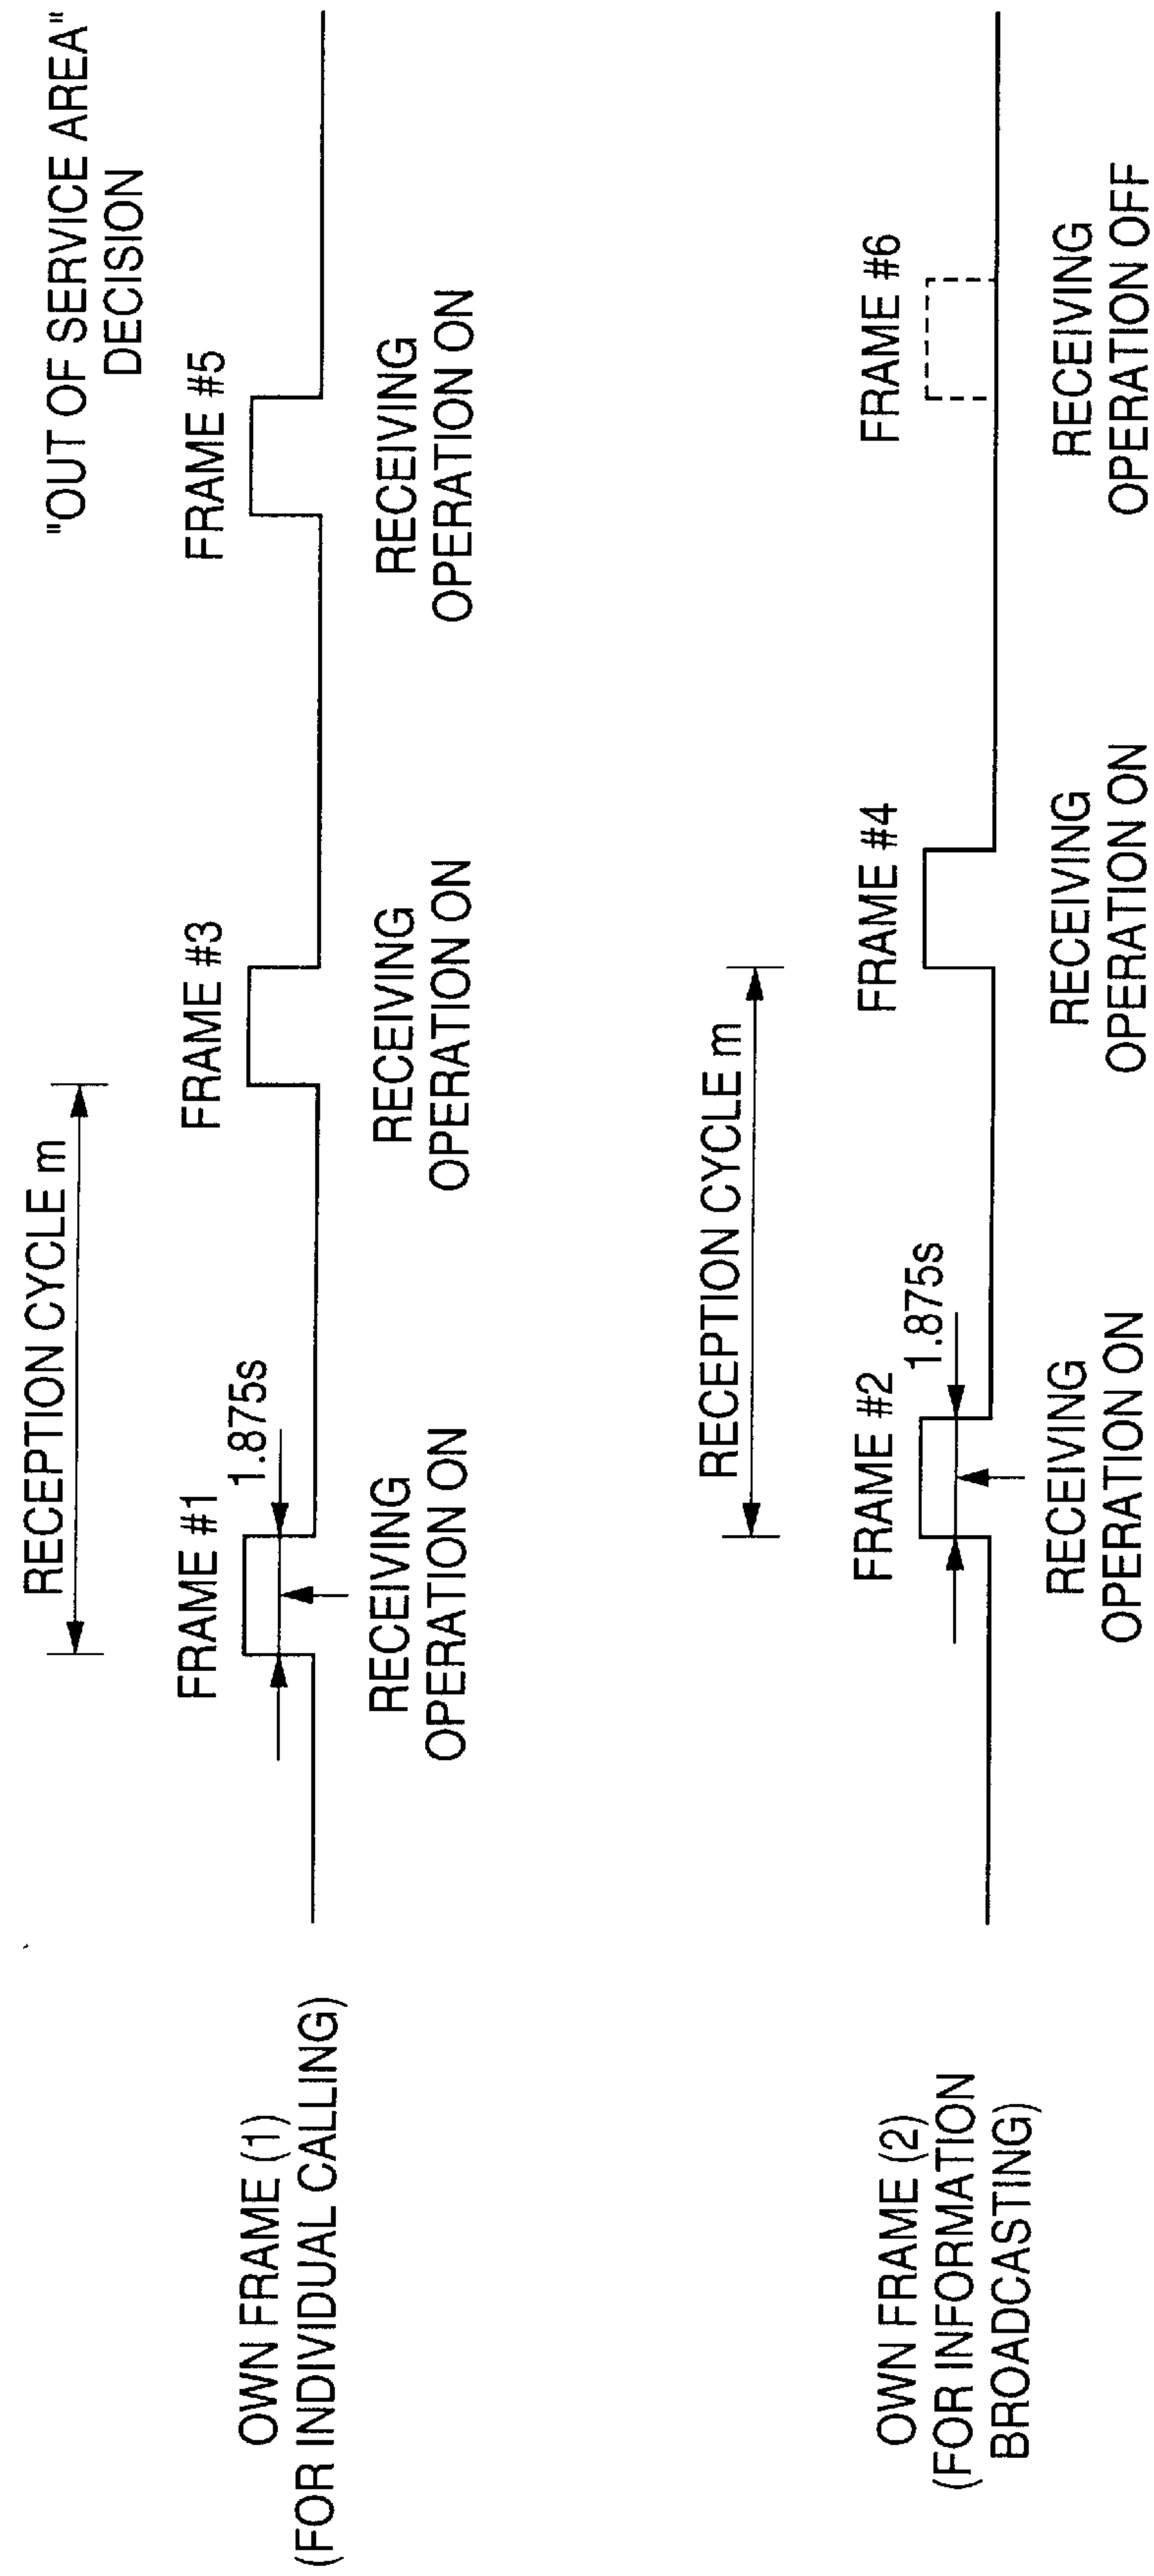 "OUT OF SERVICE AREA"
DECISION
RECEPTION CYCLE m
FRAME #1
1.875s
FRAME #3
FRAME #5
OWN FRAME (1)
(FOR INDIVIDUAL CALLING)
RECEIVING
OPERATION ON
RECEIVING
OPERATION ON
RECEIVING
OPERATION ON
RECEPTION CYCLE m
FRAME #2
1.875s
FRAME #4
FRAME #6
OWN FRAME (2)
(FOR INFORMATION
BROADCASTING)
RECEIVING
OPERATION ON
RECEIVING
OPERATION ON
RECEIVING
OPERATION OFF